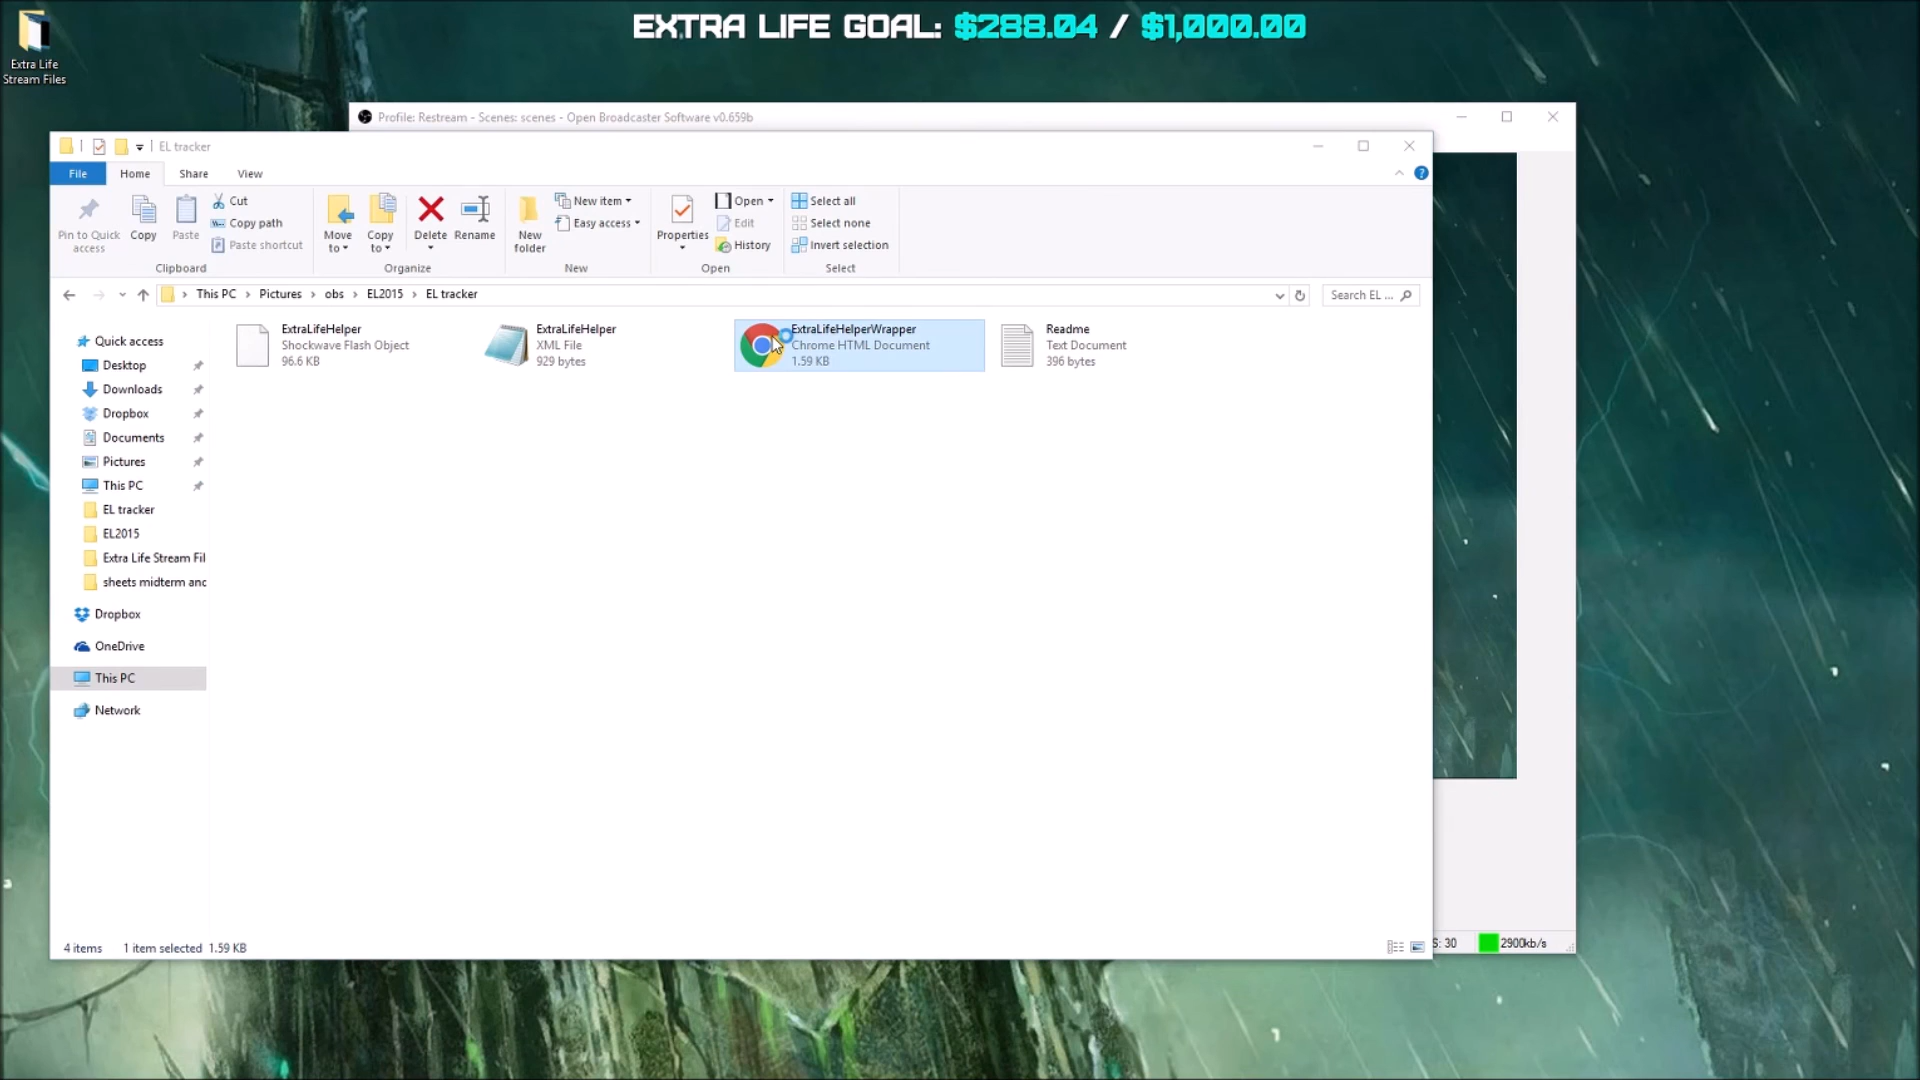 EXTRA LIFE GOAL: $288.04 / $1,000.00
Extra Life
Stream Files
Profile: Restream - Scenes: scenes - Open Broadcaster Software v0.659b
EL tracker
File
Home
Share
View
Pin to Quick
access
Copy
Paste
Cut
Copy path
Paste shortcut
Clipboard
Move
to
Copy
to
Delete
Rename
Organize
New
folder
New item
Easy access
New
Properties
Open
Edit
History
Open
Select all
Select none
Invert selection
Select
This PC > Pictures > obs > EL2015 > EL tracker
Search EL ...
Quick access
Desktop
Downloads
Dropbox
Documents
Pictures
This PC
EL tracker
EL2015
Extra Life Stream Fil
sheets midterm and
Dropbox
OneDrive
This PC
Network
ExtraLifeHelper
Shockwave Flash Object
96.6 KB
ExtraLifeHelper
XML File
929 bytes
ExtraLifeHelperWrapper
Chrome HTML Document
1.59 KB
Readme
Text Document
396 bytes
4 items
1 item selected 1.59 KB
S: 30
2900kb/s